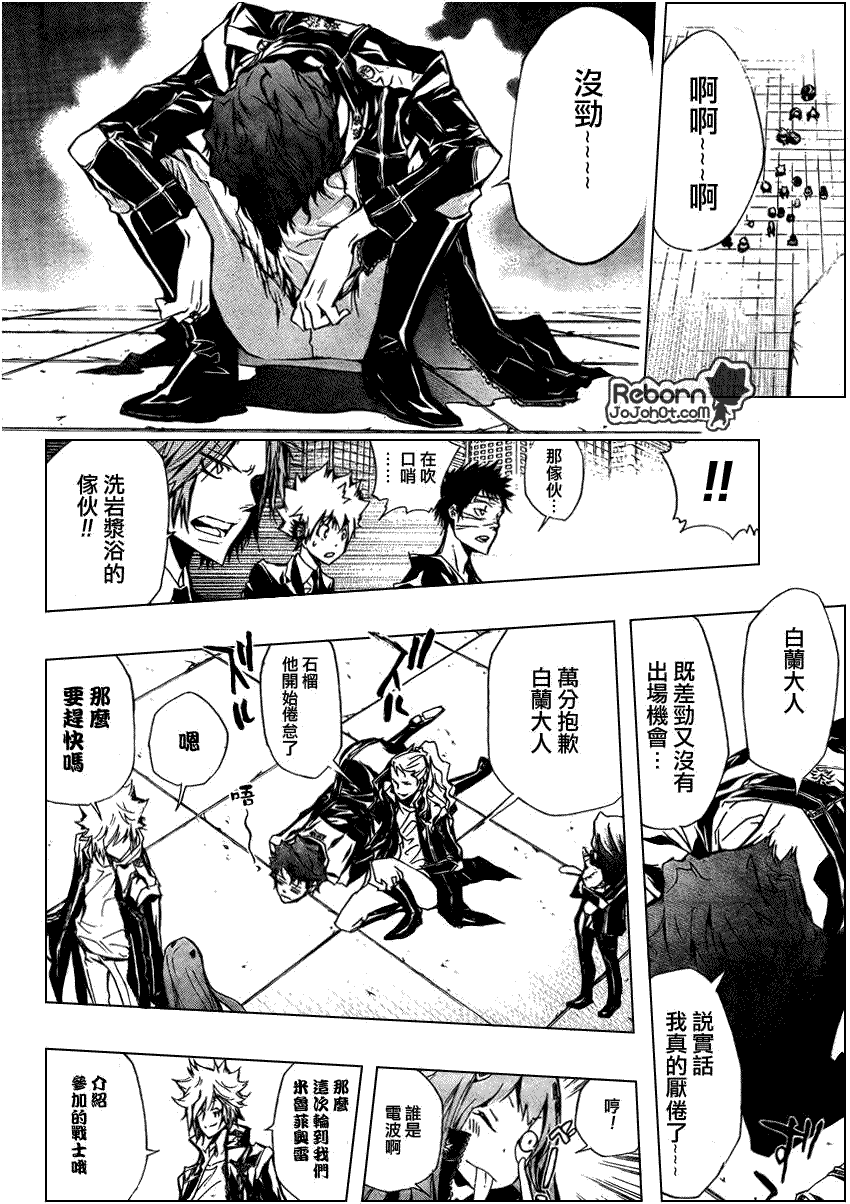 啊啊~~~啊
沒勁~~~~
Reborn
JoJoHOt.coM
!!
那傢伙…
在吹
口哨
……
洗岩漿浴的
傢伙!!
白蘭大人
既差勁又沒有
出場機會…
説實話
我真的厭倦了~~
萬分抱歉
白蘭大人
石榴
他開始倦怠了
唔
嗯
那麼
要趕快嗎
哼!
誰是
電波啊
那麼
這次輪到我們
米魯菲奧雷
介紹
參加的戰士哦